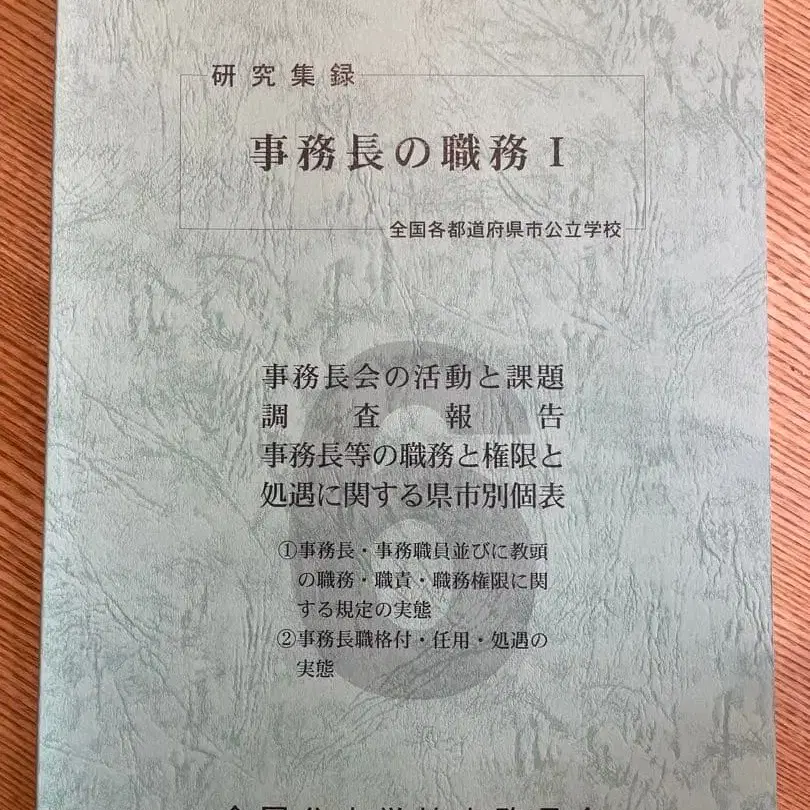 研究集録
事務長の職務Ⅰ
全国各都道府県市公立学校
事務長会の活動と課題
調査報告
事務長等の職務と権限と
処遇に関する県市別個表
①事務長・事務職員並びに教頭
の職務・職責・職務権限に関
する規定の実態
②事務長職格付・任用・処遇の
実態
6